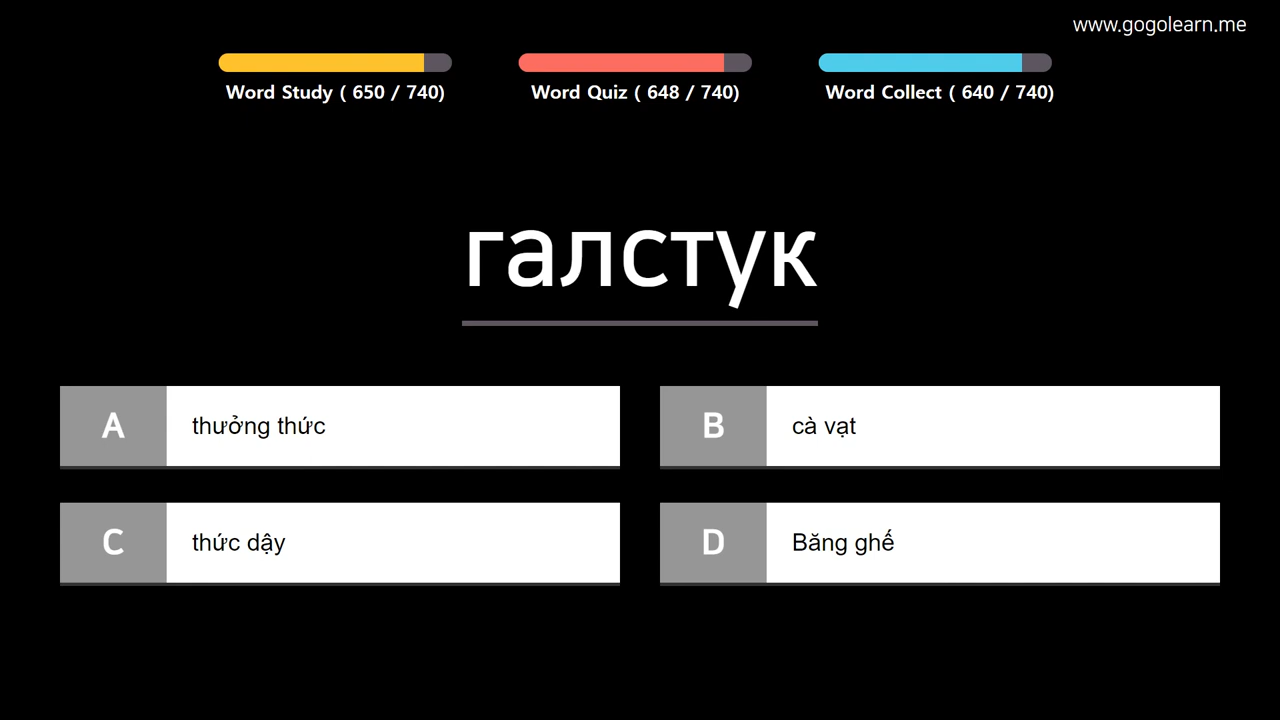 www.gogolearn.me
Word Study ( 650 / 740)
Word Quiz ( 648 / 740)
Word Collect ( 640 / 740)
галстук
A thưởng thức
B cà vạt
C thức dậy
D Băng ghế